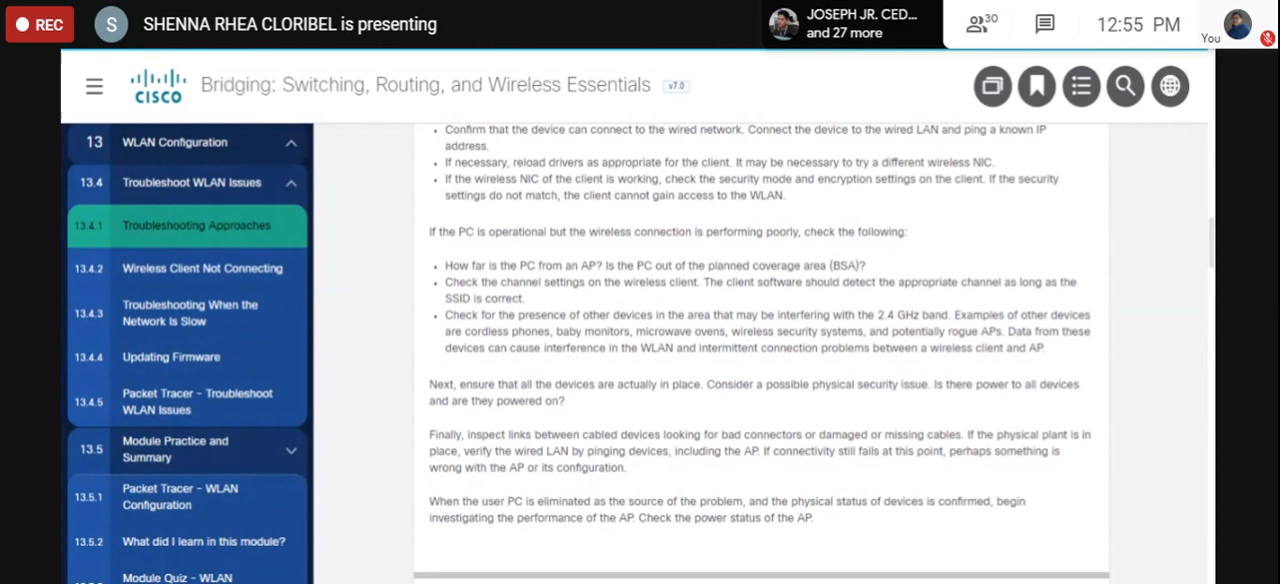 REC
S
SHENNA RHEA CLORIBEL is presenting
JOSEPH JR. CED...
and 27 more
30
12:55 PM
You
CISCO
Bridging: Switching, Routing, and Wireless Essentials
v7.0
13 WLAN Configuration
13.4 Troubleshoot WLAN Issues
13.4.1 Troubleshooting Approaches
13.4.2 Wireless Client Not Connecting
13.4.3 Troubleshooting When the
Network Is Slow
13.4.4 Updating Firmware
13.4.5 Packet Tracer - Troubleshoot
WLAN Issues
13.5 Module Practice and
Summary
13.5.1 Packet Tracer - WLAN
Configuration
13.5.2 What did I learn in this module?
Module Quiz - WLAN
• Confirm that the device can connect to the wired network. Connect the device to the wired LAN and ping a known IP
address.
• If necessary, reload drivers as appropriate for the client. It may be necessary to try a different wireless NIC.
• If the wireless NIC of the client is working, check the security mode and encryption settings on the client. If the security
settings do not match, the client cannot gain access to the WLAN.
If the PC is operational but the wireless connection is performing poorly, check the following:
• How far is the PC from an AP? Is the PC out of the planned coverage area (BSA)?
• Check the channel settings on the wireless client. The client software should detect the appropriate channel as long as the
SSID is correct.
• Check for the presence of other devices in the area that may be interfering with the 2.4 GHz band. Examples of other devices
are cordless phones, baby monitors, microwave ovens, wireless security systems, and potentially rogue APs. Data from these
devices can cause interference in the WLAN and intermittent connection problems between a wireless client and AP.
Next, ensure that all the devices are actually in place. Consider a possible physical security issue. Is there power to all devices
and are they powered on?
Finally, inspect links between cabled devices looking for bad connectors or damaged or missing cables. If the physical plant is in
place, verify the wired LAN by pinging devices, including the AP. If connectivity still fails at this point, perhaps something is
wrong with the AP or its configuration.
When the user PC is eliminated as the source of the problem, and the physical status of devices is confirmed, begin
investigating the performance of the AP. Check the power status of the AP.